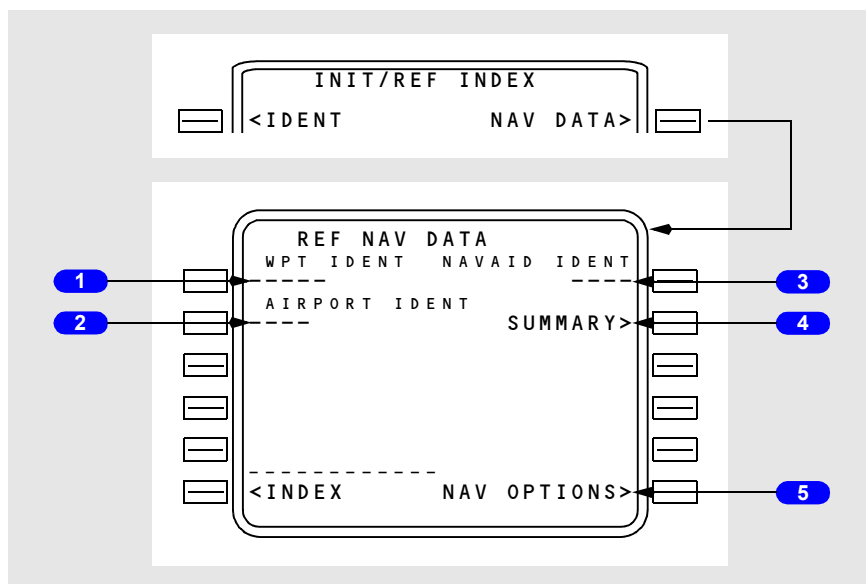 INIT/REF INDEX
<IDENT NAV DATA>
REF NAV DATA
WPT IDENT NAVAID IDENT
1 ----- ---- 3
AIRPORT IDENT
2 ---- SUMMARY> 4
------------
<INDEX NAV OPTIONS> 5